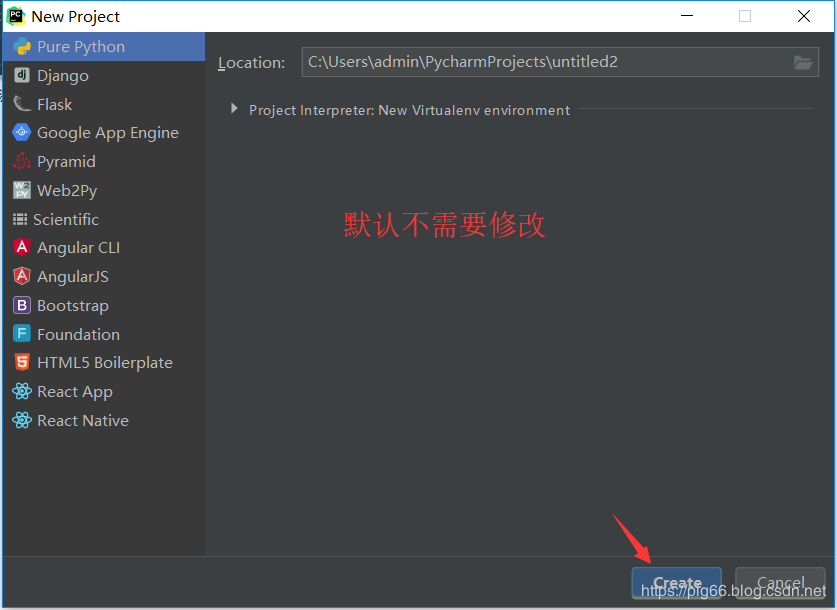 New Project
Pure Python
Django
Flask
Google App Engine
Pyramid
Web2Py
Scientific
Angular CLI
AngularJS
Bootstrap
Foundation
HTML5 Boilerplate
React App
React Native
Location: C:\Users\admin\PycharmProjects\untitled2
Project Interpreter: New Virtualenv environment
默认不需要修改
Create Cancel
https://pig66.blog.csdn.net